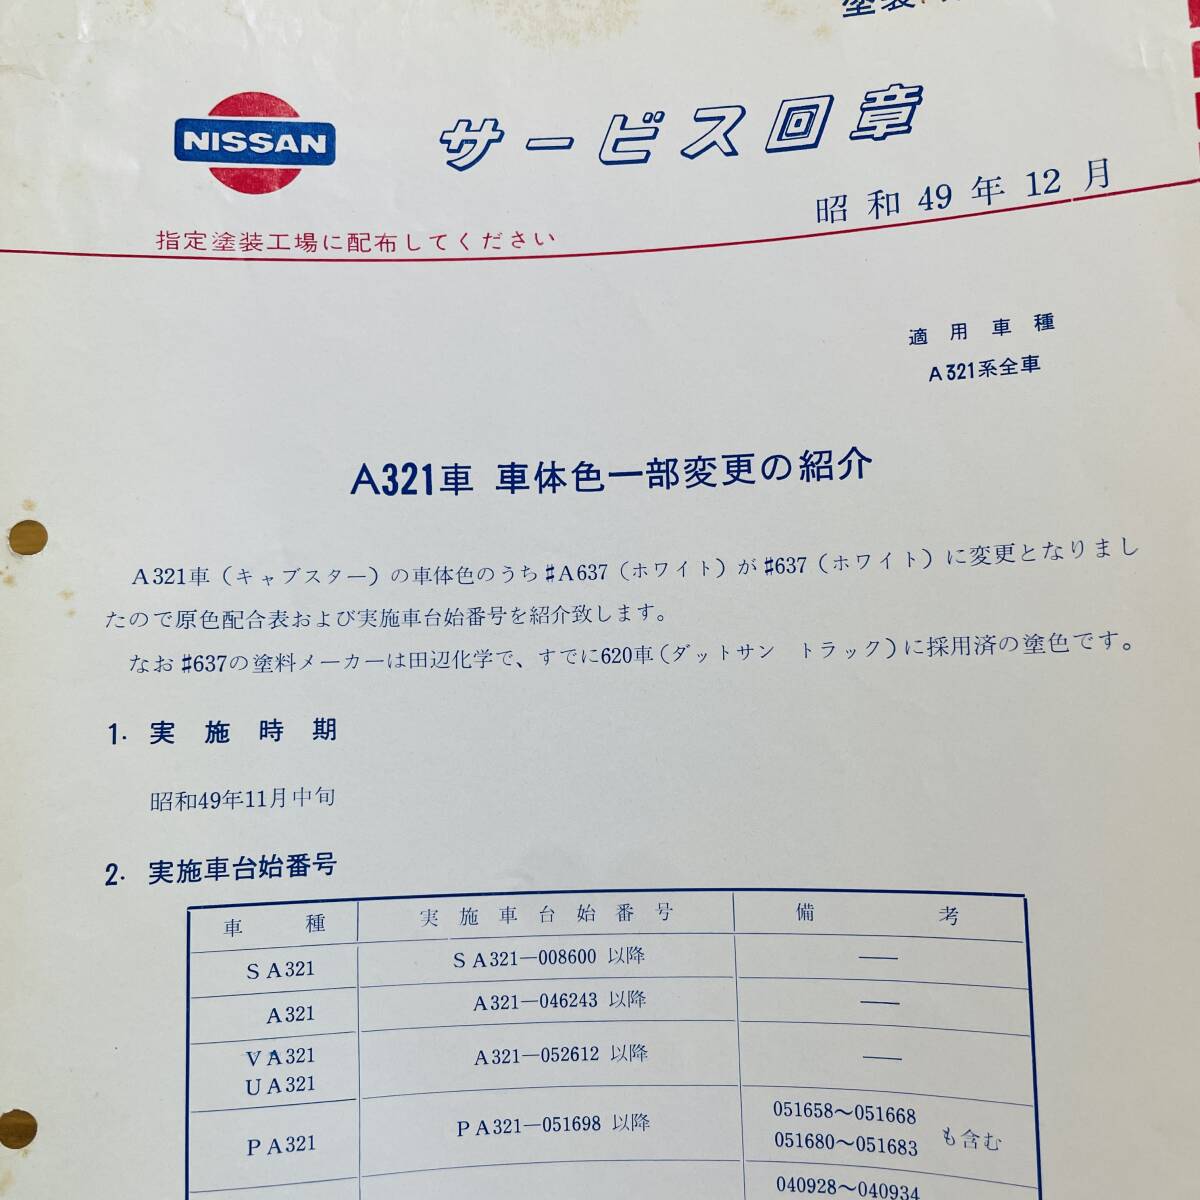 塗装
NISSAN
サービス回章
昭和49年12月
指定塗装工場に配布してください
適用車種
A321系全車
A321車 車体色一部変更の紹介
A321車（キャブスター）の車体色のうち♯A637（ホワイト）が♯637（ホワイト）に変更となりまし
たので原色配合表および実施車台始番号を紹介致します。
なお♯637の塗料メーカーは田辺化学で、すでに620車（ダットサン トラック）に採用済の塗色です。
1. 実施時期
昭和49年11月中旬
2. 実施車台始番号
車種 実施車台始番号 備考
SA321 SA321－008600 以降 ──
A321 A321－046243 以降 ──
VA321
UA321 A321－052612 以降 ──
PA321 PA321－051698 以降 051658～051668
051680～051683 も含む
040928～040934